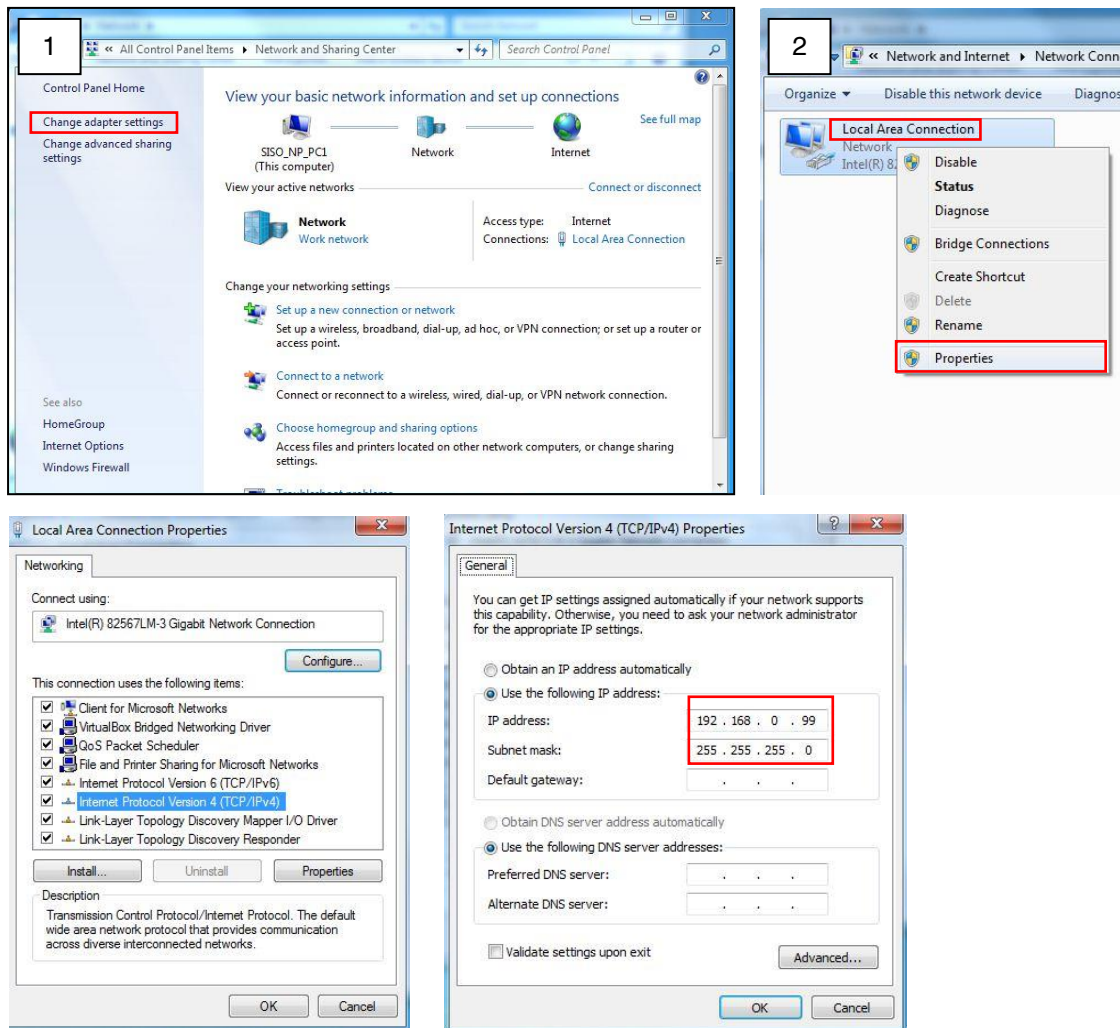 1
« All Control Panel Items ▸ Network and Sharing Center
Search Control Panel
Control Panel Home
Change adapter settings
Change advanced sharing
settings
See also
HomeGroup
Internet Options
Windows Firewall
View your basic network information and set up connections
See full map
SISO_NP_PC1
(This computer)
Network
Internet
View your active networks
Connect or disconnect
Network
Work network
Access type: Internet
Connections: Local Area Connection
Change your networking settings
Set up a new connection or network
Set up a wireless, broadband, dial-up, ad hoc, or VPN connection; or set up a router or
access point.
Connect to a network
Connect or reconnect to a wireless, wired, dial-up, or VPN network connection.
Choose homegroup and sharing options
Access files and printers located on other network computers, or change sharing
settings.
Troubleshoot problems
2
« Network and Internet ▸ Network Conn
Organize Disable this network device Diagnos
Local Area Connection
Network
Intel(R) 8
Disable
Status
Diagnose
Bridge Connections
Create Shortcut
Delete
Rename
Properties
Local Area Connection Properties
Networking
Connect using:
Intel(R) 82567LM-3 Gigabit Network Connection
Configure...
This connection uses the following items:
Client for Microsoft Networks
VirtualBox Bridged Networking Driver
QoS Packet Scheduler
File and Printer Sharing for Microsoft Networks
Internet Protocol Version 6 (TCP/IPv6)
Internet Protocol Version 4 (TCP/IPv4)
Link-Layer Topology Discovery Mapper I/O Driver
Link-Layer Topology Discovery Responder
Install... Uninstall Properties
Description
Transmission Control Protocol/Internet Protocol. The default
wide area network protocol that provides communication
across diverse interconnected networks.
OK Cancel
Internet Protocol Version 4 (TCP/IPv4) Properties
General
You can get IP settings assigned automatically if your network supports
this capability. Otherwise, you need to ask your network administrator
for the appropriate IP settings.
Obtain an IP address automatically
Use the following IP address:
IP address: 192 . 168 . 0 . 99
Subnet mask: 255 . 255 . 255 . 0
Default gateway: . . .
Obtain DNS server address automatically
Use the following DNS server addresses:
Preferred DNS server: . . .
Alternate DNS server: . . .
Validate settings upon exit
Advanced...
OK Cancel